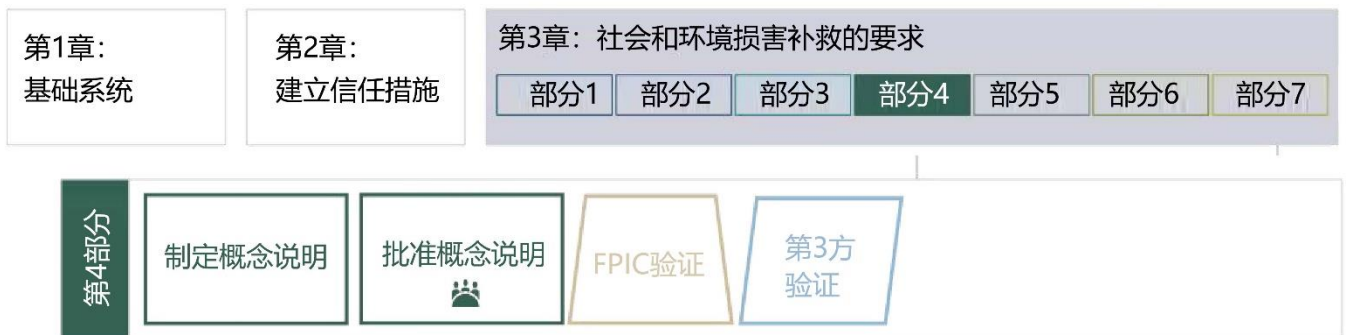 第1章：
基础系统
第2章：
建立信任措施
第3章：社会和环境损害补救的要求
部分1 部分2 部分3 部分4 部分5 部分6 部分7
第4部分
制定概念说明
批准概念说明
FPIC验证
第3方
验证